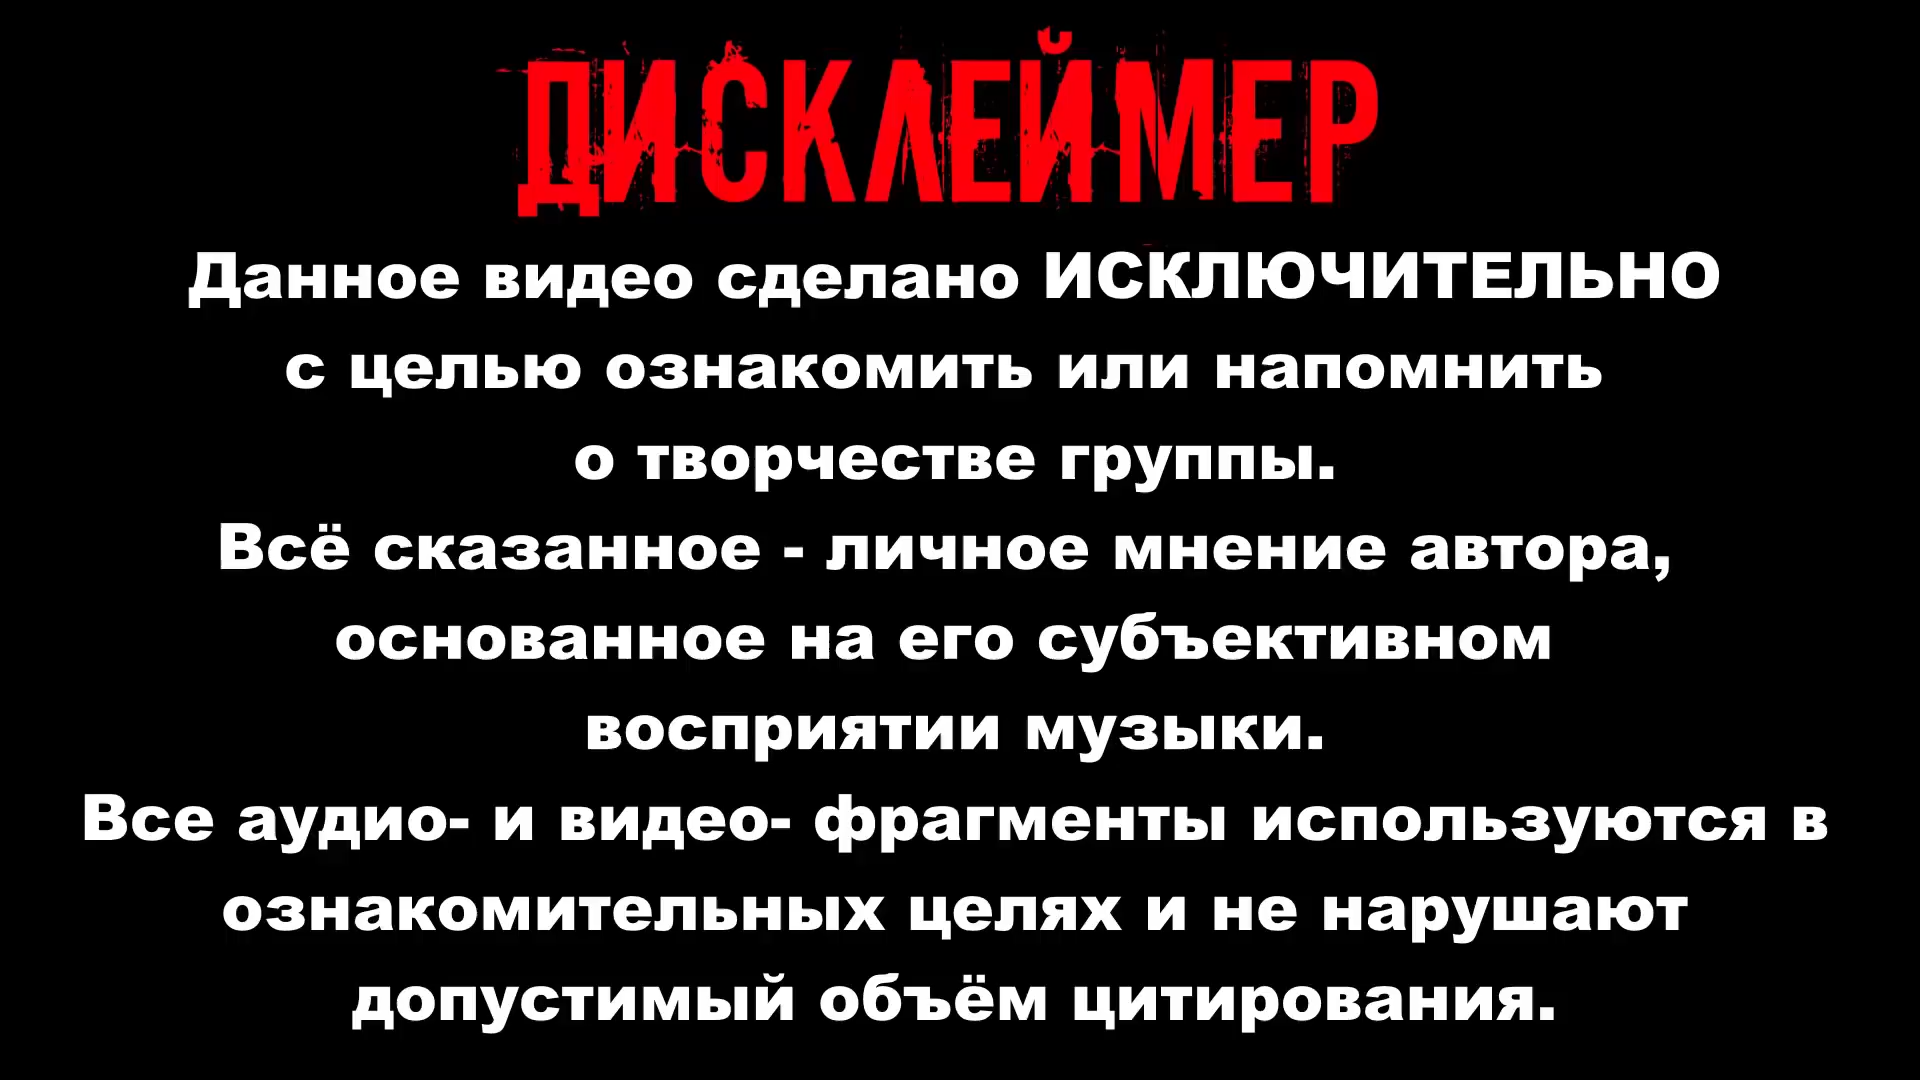 ДИСКЛЕЙМЕР
Данное видео сделано ИСКЛЮЧИТЕЛЬНО
с целью ознакомить или напомнить
о творчестве группы.
Всё сказанное - личное мнение автора,
основанное на его субъективном
восприятии музыки.
Все аудио- и видео- фрагменты используются в
ознакомительных целях и не нарушают
допустимый объём цитирования.